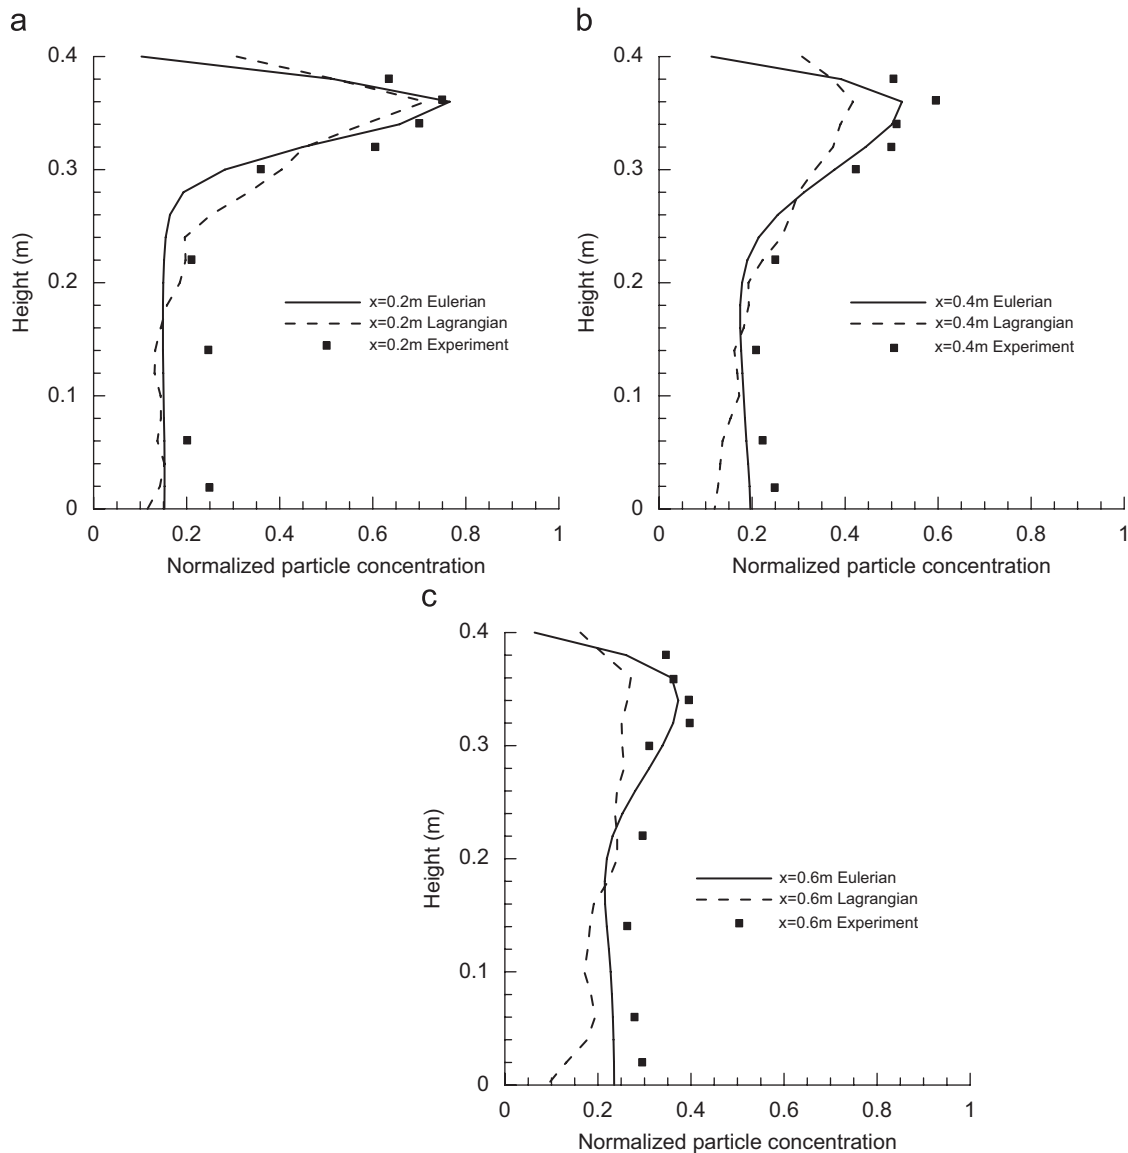 a
0.4
0.3
0.2
0.1
0
Height (m)
x=0.2m Eulerian
x=0.2m Lagrangian
x=0.2m Experiment
0 0.2 0.4 0.6 0.8 1
Normalized particle concentration
b
0.4
0.3
0.2
0.1
0
Height (m)
x=0.4m Eulerian
x=0.4m Lagrangian
x=0.4m Experiment
0 0.2 0.4 0.6 0.8 1
Normalized particle concentration
c
0.4
0.3
0.2
0.1
0
Height (m)
x=0.6m Eulerian
x=0.6m Lagrangian
x=0.6m Experiment
0 0.2 0.4 0.6 0.8 1
Normalized particle concentration